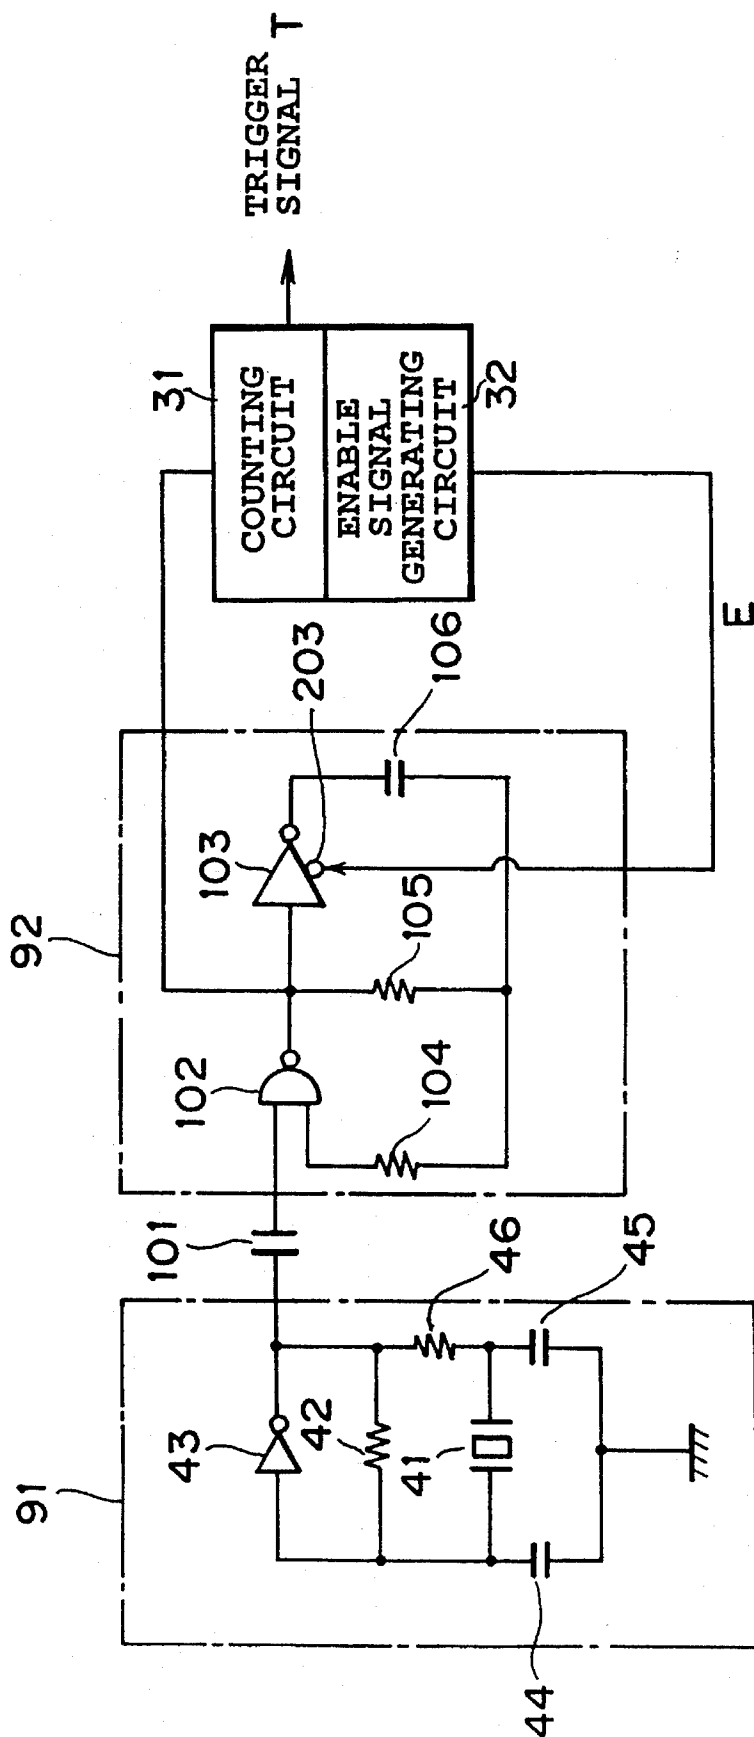 91
43
42
41
44
46
45
101
92
102
103
104
105
203
106
31
COUNTING
CIRCUIT
ENABLE
SIGNAL
GENERATING
CIRCUIT
32
E
TRIGGER
SIGNAL T